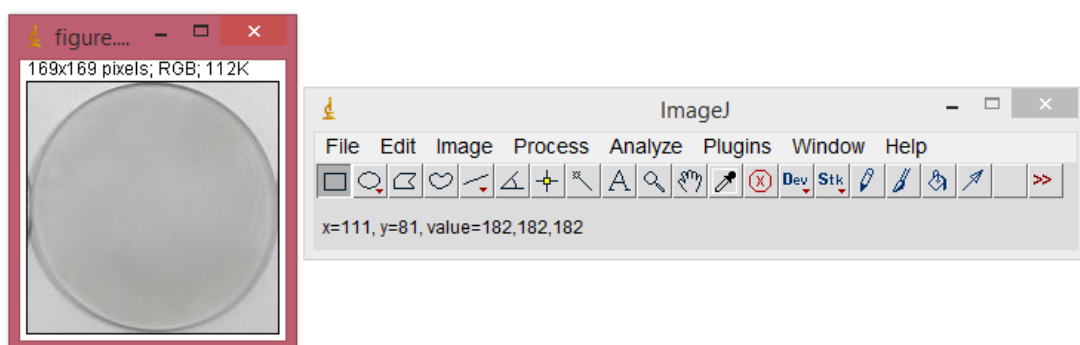 figure....
169x169 pixels; RGB; 112K
ImageJ
File Edit Image Process Analyze Plugins Window Help
A Dev Stk >>
x=111, y=81, value=182,182,182